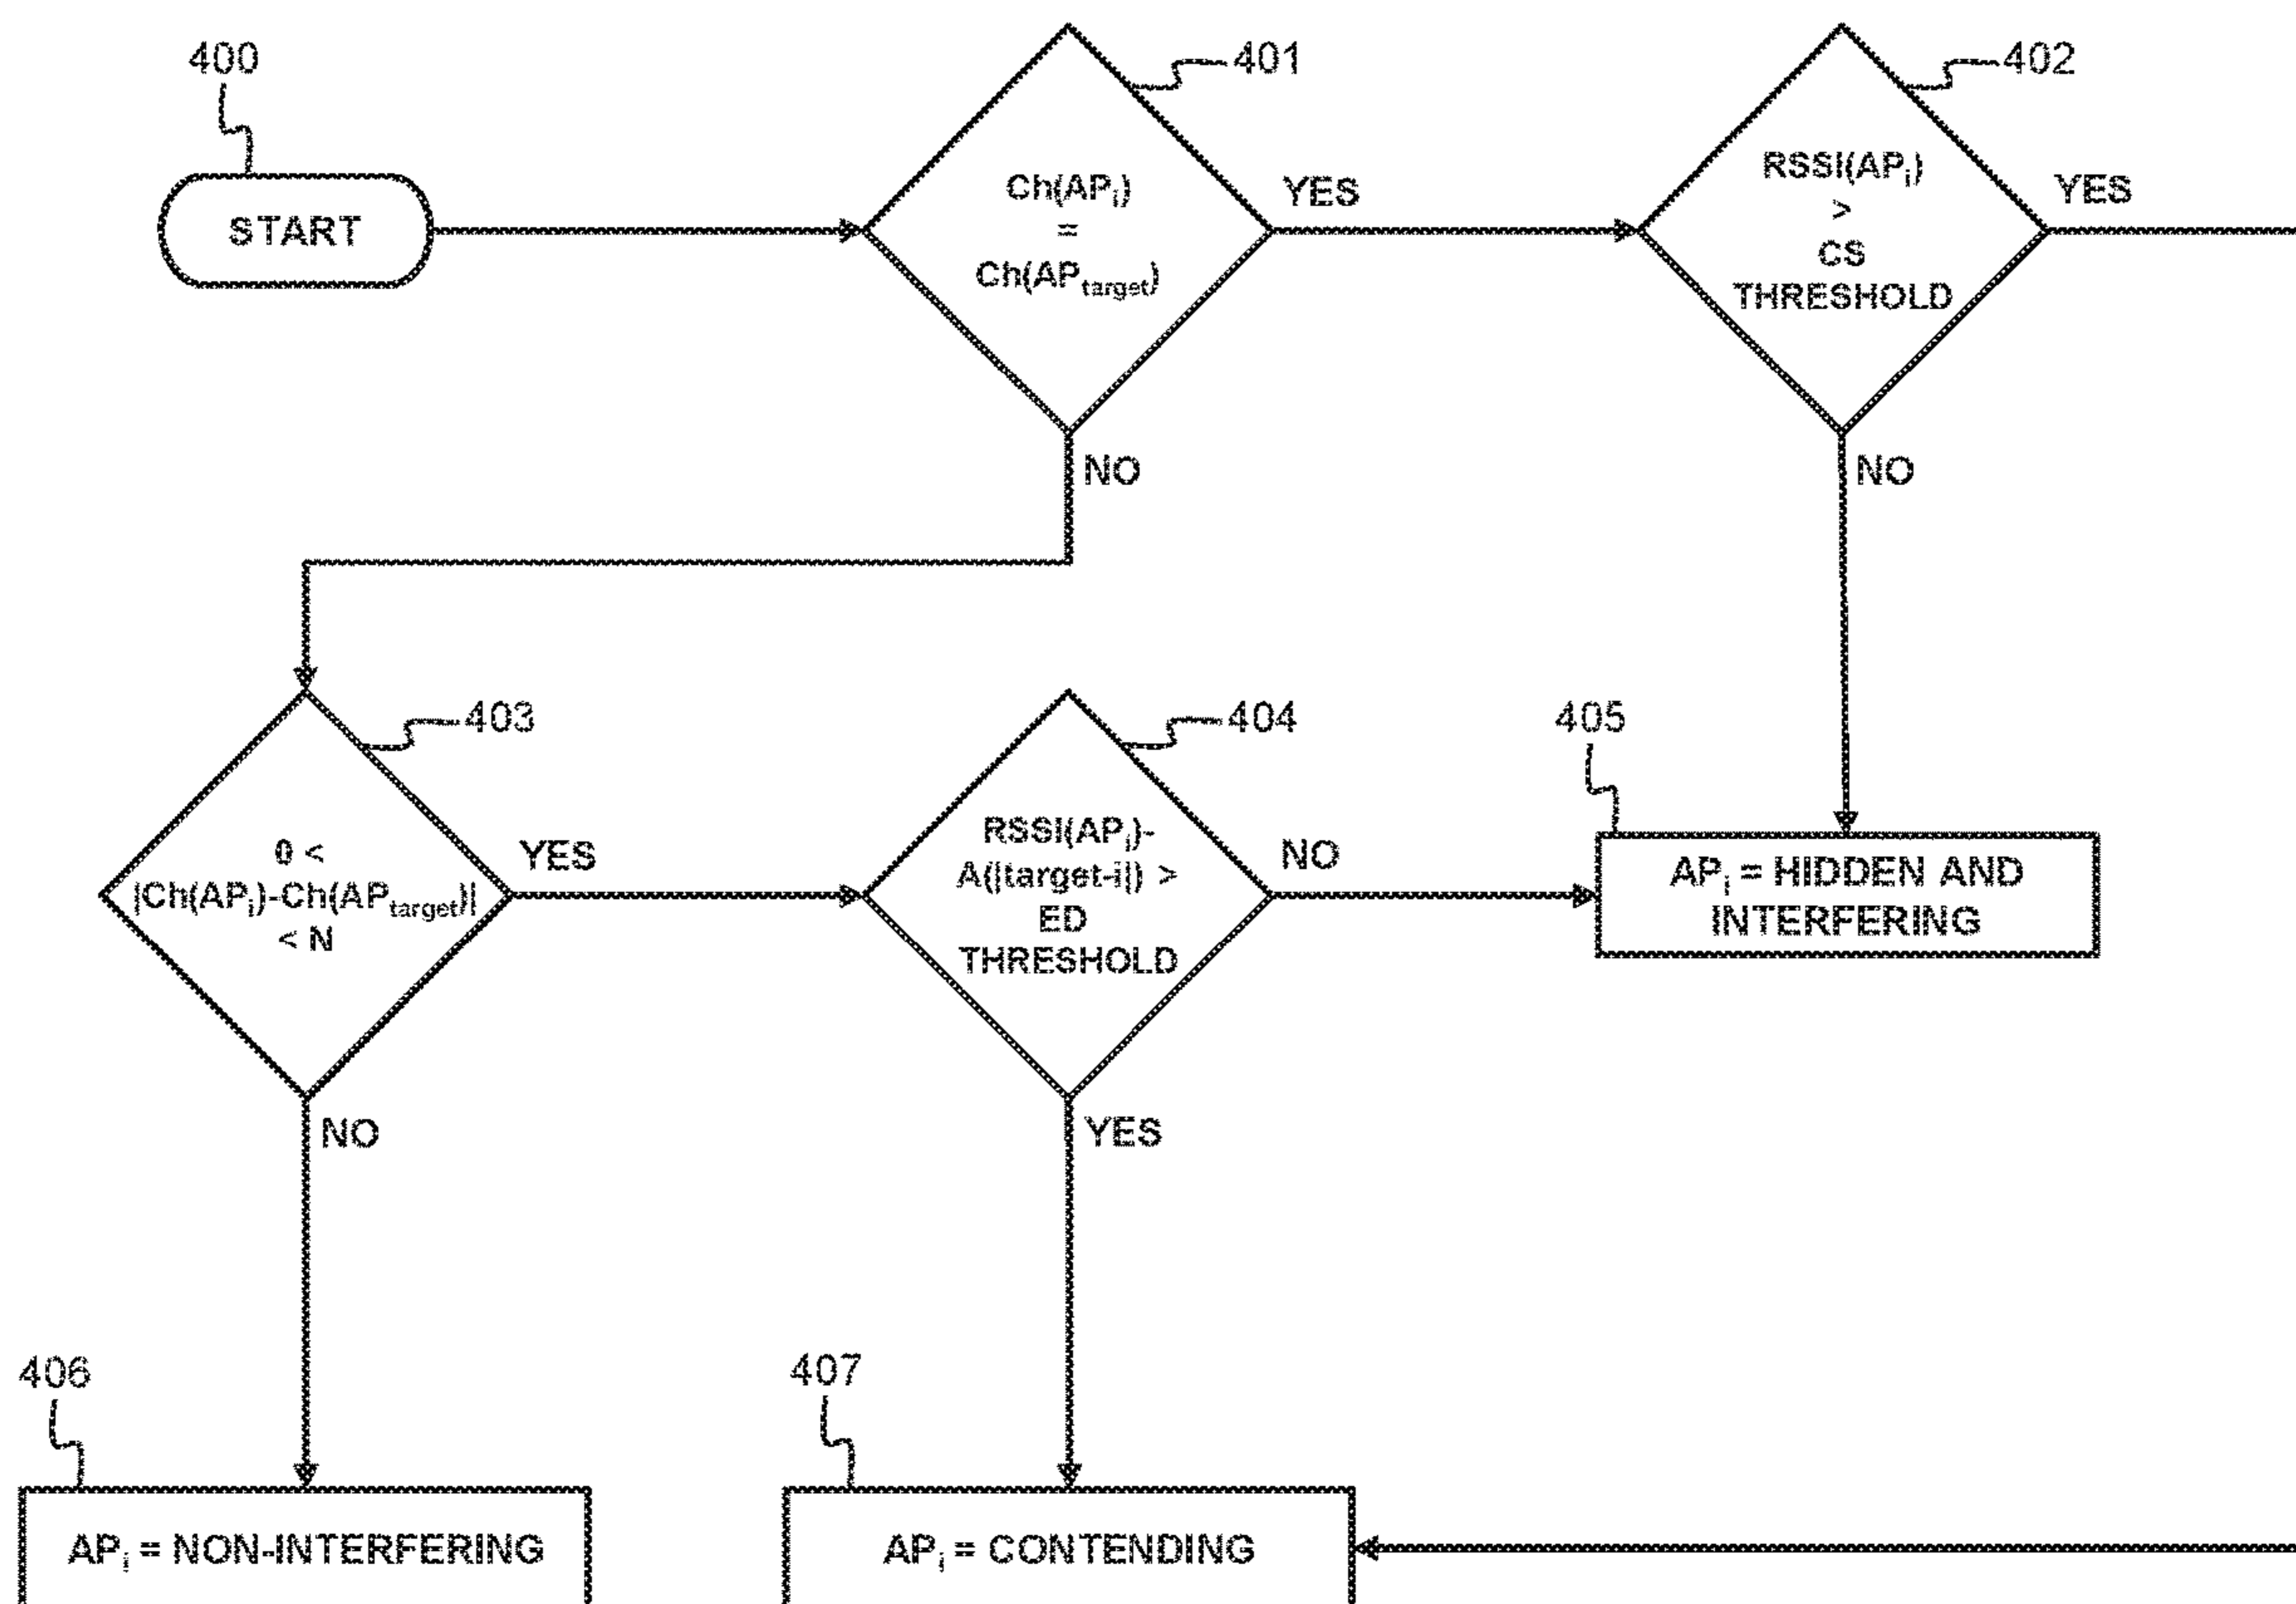 400
START
401
Ch(APi)
=
Ch(APtarget)
YES
NO
402
RSSI(APi)
>
CS
THRESHOLD
YES
NO
403
0 <
|Ch(APi)-Ch(APtarget)|
< N
YES
NO
404
RSSI(APi)-
A(|target-i|) >
ED
THRESHOLD
NO
YES
405
APi = HIDDEN AND
INTERFERING
406
APi = NON-INTERFERING
407
APi = CONTENDING